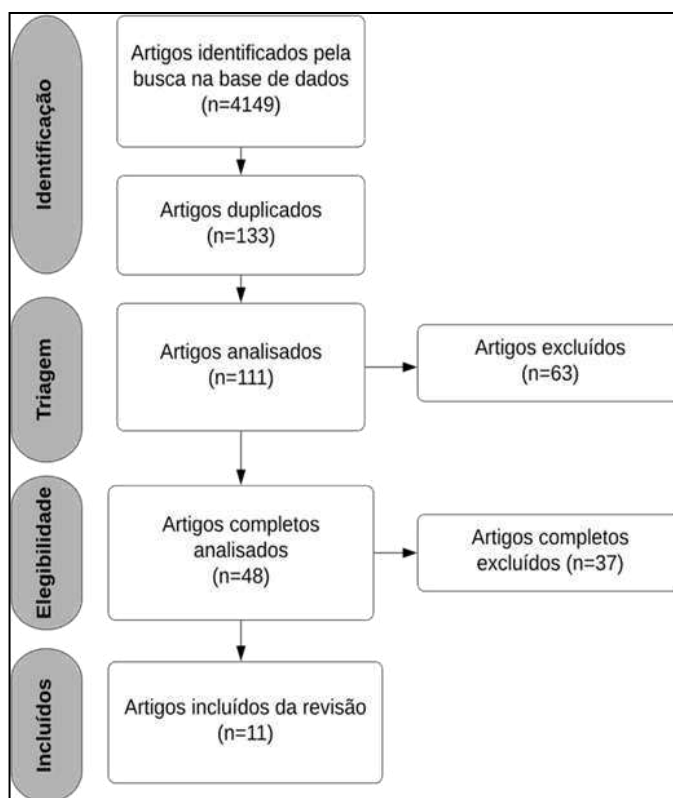 Identificação
Artigos identificados pela
busca na base de dados
(n=4149)
Artigos duplicados
(n=133)
Triagem
Artigos analisados
(n=111)
Artigos excluídos
(n=63)
Elegibilidade
Artigos completos
analisados
(n=48)
Artigos completos
excluídos (n=37)
Incluídos
Artigos incluídos da revisão
(n=11)